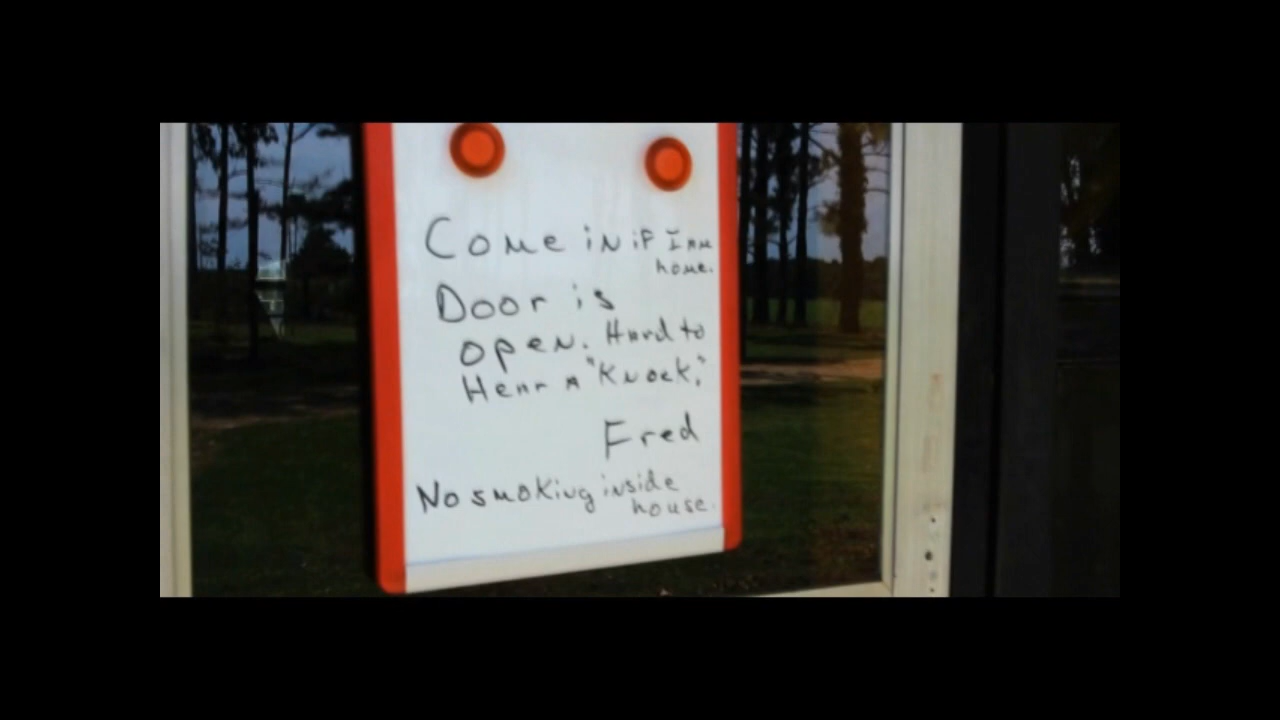 Come in if I am
home.
Door is
open. Hard to
Hear A "Knock,"
Fred
No smoking inside
house.